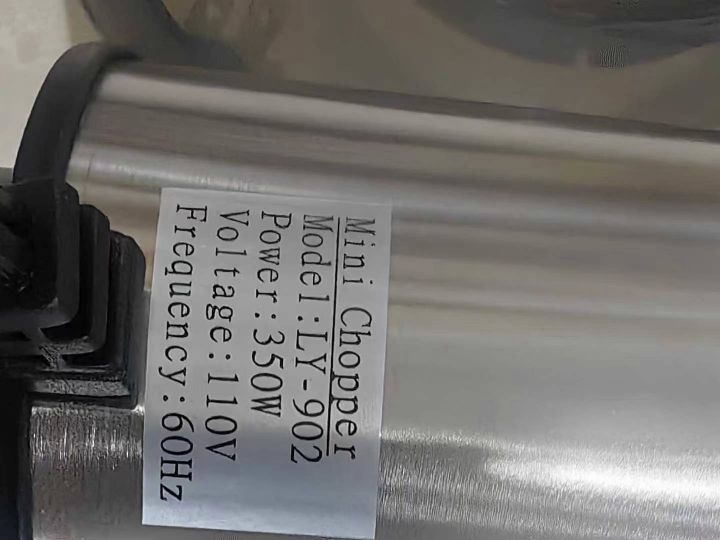 Mini Chopper
Model:LY-902
Power:350W
Voltage:110V
Frequency:60Hz